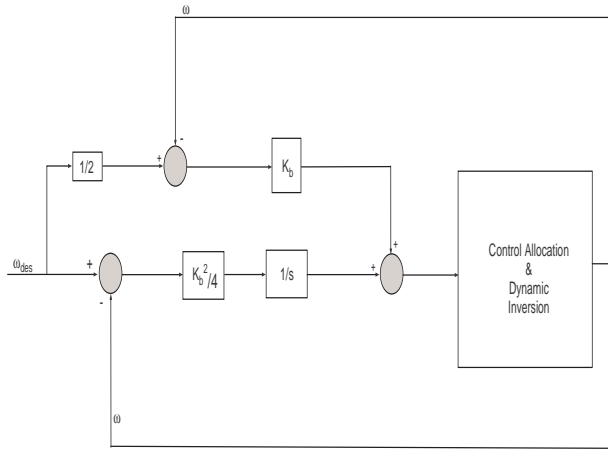 ω
-
+
1/2
K_b
+
ω_des
+
K_b^2/4
1/s
+
-
Control Allocation
&
Dynamic
Inversion
ω